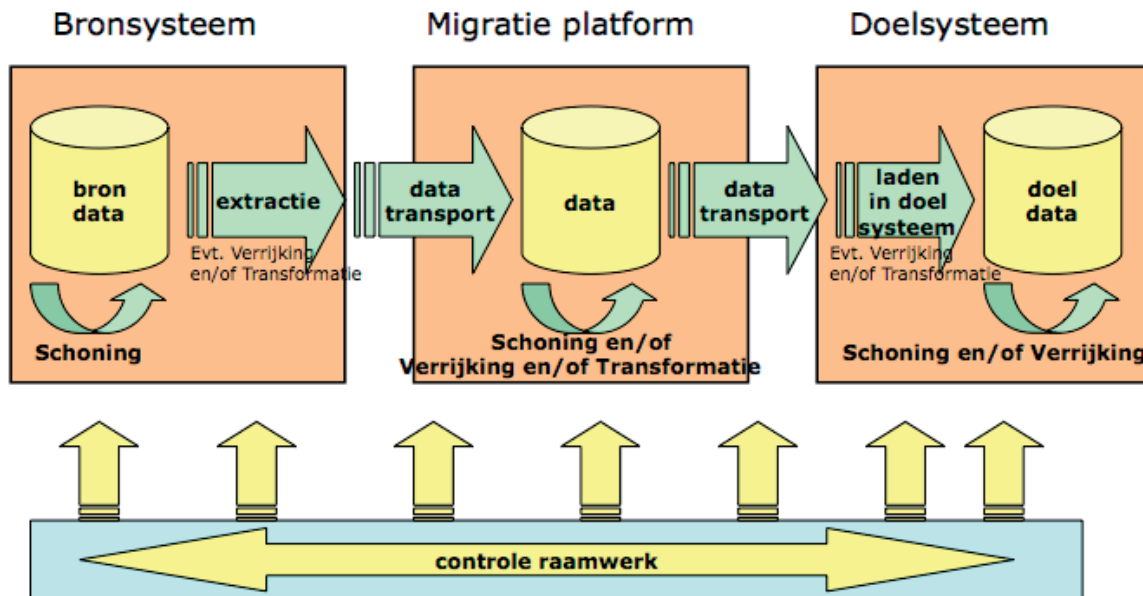 Bronsysteem
Migratie platform
Doelsysteem
bron
data
extractie
Evt. Verrijking
en/of Transformatie
Schoning
data
transport
data
Schoning en/of
Verrijking en/of Transformatie
data
transport
laden
in doel
systeem
Evt. Verrijking
en/of Transformatie
doel
data
Schoning en/of Verrijking
controle raamwerk